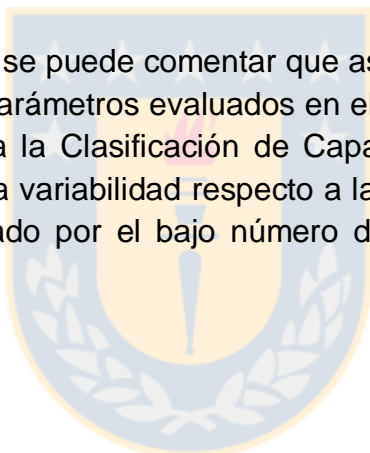 se puede comentar que as
parámetros evaluados en el
a la Clasificación de Capa
a variabilidad respecto a la
ado por el bajo número d